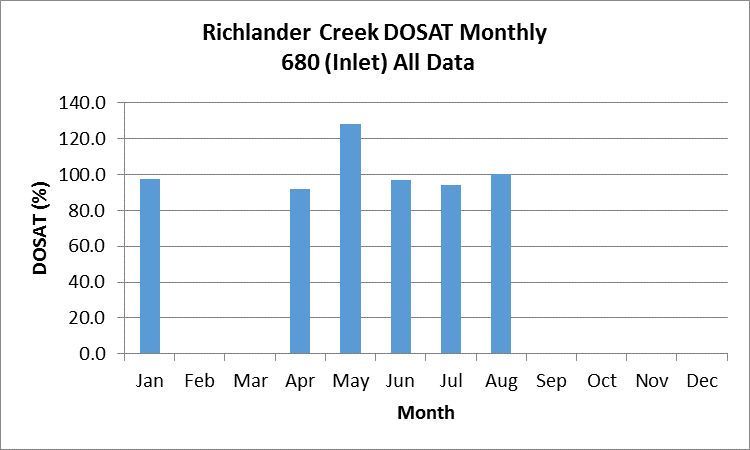 Richlander Creek DOSAT Monthly
680 (Inlet) All Data
DOSAT (%)
140.0
120.0
100.0
80.0
60.0
40.0
20.0
0.0
Jan Feb Mar Apr May Jun Jul Aug Sep Oct Nov Dec
Month